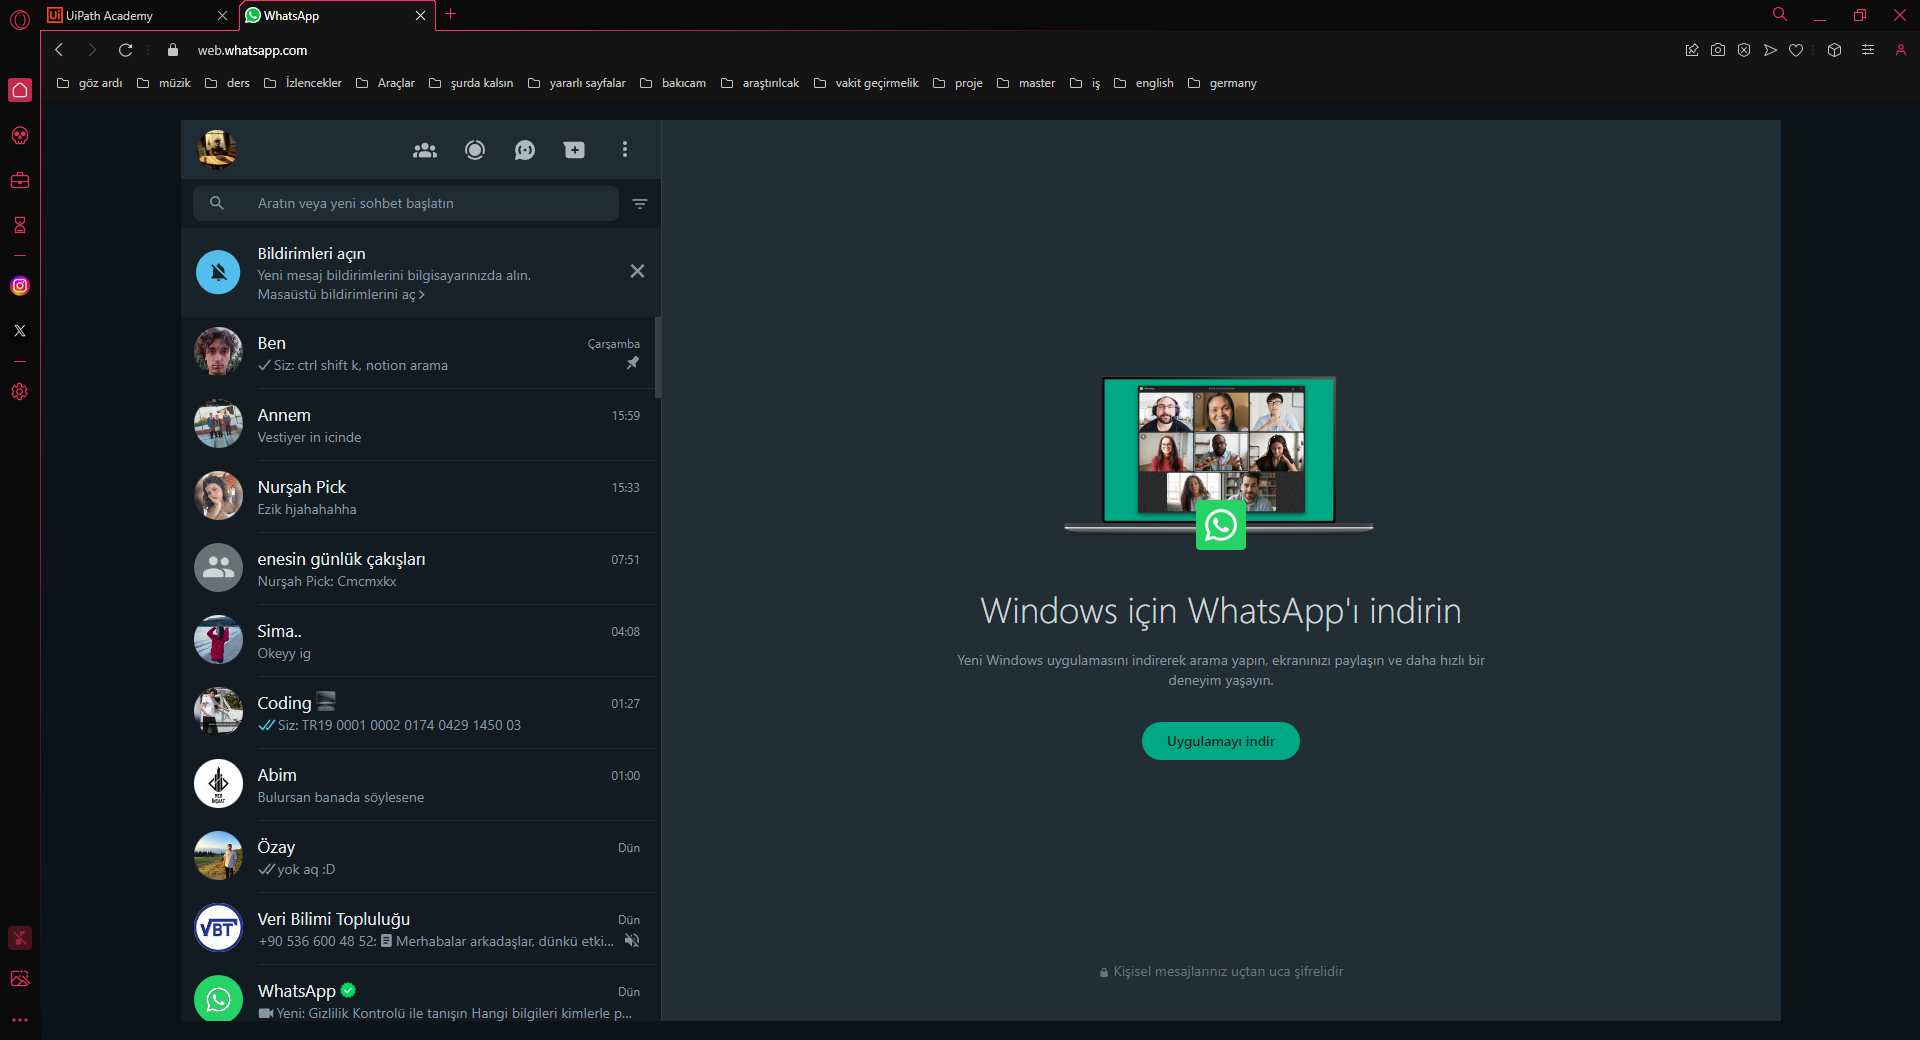 UiPath Academy
WhatsApp
web.whatsapp.com
göz ardı
müzik
ders
İzlencekler
Araçlar
şurda kalsın
yararlı sayfalar
bakıcam
araştırılcak
vakit geçirmelik
proje
master
iş
english
germany
Aratın veya yeni sohbet başlatın
Bildirimleri açın
Yeni mesaj bildirimlerini bilgisayarınızda alın.
Masaüstü bildirimlerini aç
Ben
Çarşamba
Siz: ctrl shift k, notion arama
Annem
15:59
Vestiyer in icinde
Nurşah Pick
15:33
Ezik hjahahahha
enesin günlük çakışları
07:51
Nurşah Pick: Cmcmxkx
Sima..
04:08
Okeyy ig
Coding
01:27
Siz: TR19 0001 0002 0174 0429 1450 03
Abim
01:00
Bulursan banada söylesene
Özay
Dün
yok aq :D
VBT
Veri Bilimi Topluluğu
Dün
+90 536 600 48 52: Merhabalar arkadaşlar, dünkü etki...
WhatsApp
Dün
Yeni: Gizlilik Kontrolü ile tanışın Hangi bilgileri kimlerle p...
Windows için WhatsApp'ı indirin
Yeni Windows uygulamasını indirerek arama yapın, ekranınızı paylaşın ve daha hızlı bir
deneyim yaşayın.
Uygulamayı indir
Kişisel mesajlarınız uçtan uca şifrelidir